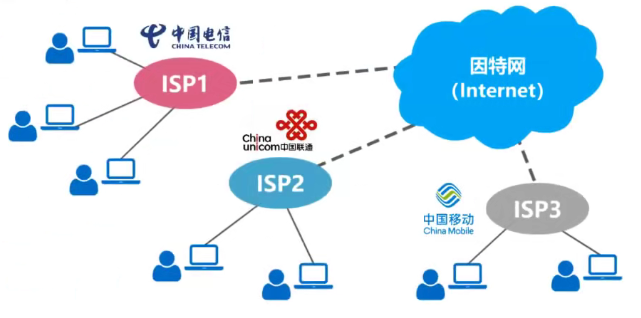 中国电信
CHINA TELECOM
ISP1
因特网
(Internet)
China
unicom中国联通
ISP2
中国移动
China Mobile
ISP3